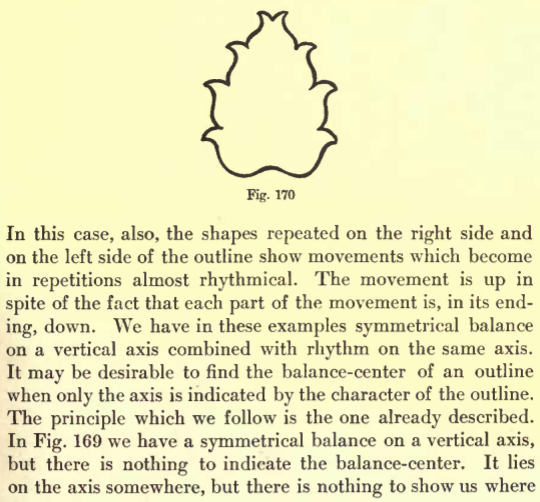 Fig. 170
In this case, also, the shapes repeated on the right side and
on the left side of the outline show movements which become
in repetitions almost rhythmical. The movement is up in
spite of the fact that each part of the movement is, in its end-
ing, down. We have in these examples symmetrical balance
on a vertical axis combined with rhythm on the same axis.
It may be desirable to find the balance-center of an outline
when only the axis is indicated by the character of the outline.
The principle which we follow is the one already described.
In Fig. 169 we have a symmetrical balance on a vertical axis,
but there is nothing to indicate the balance-center. It lies
on the axis somewhere, but there is nothing to show us where